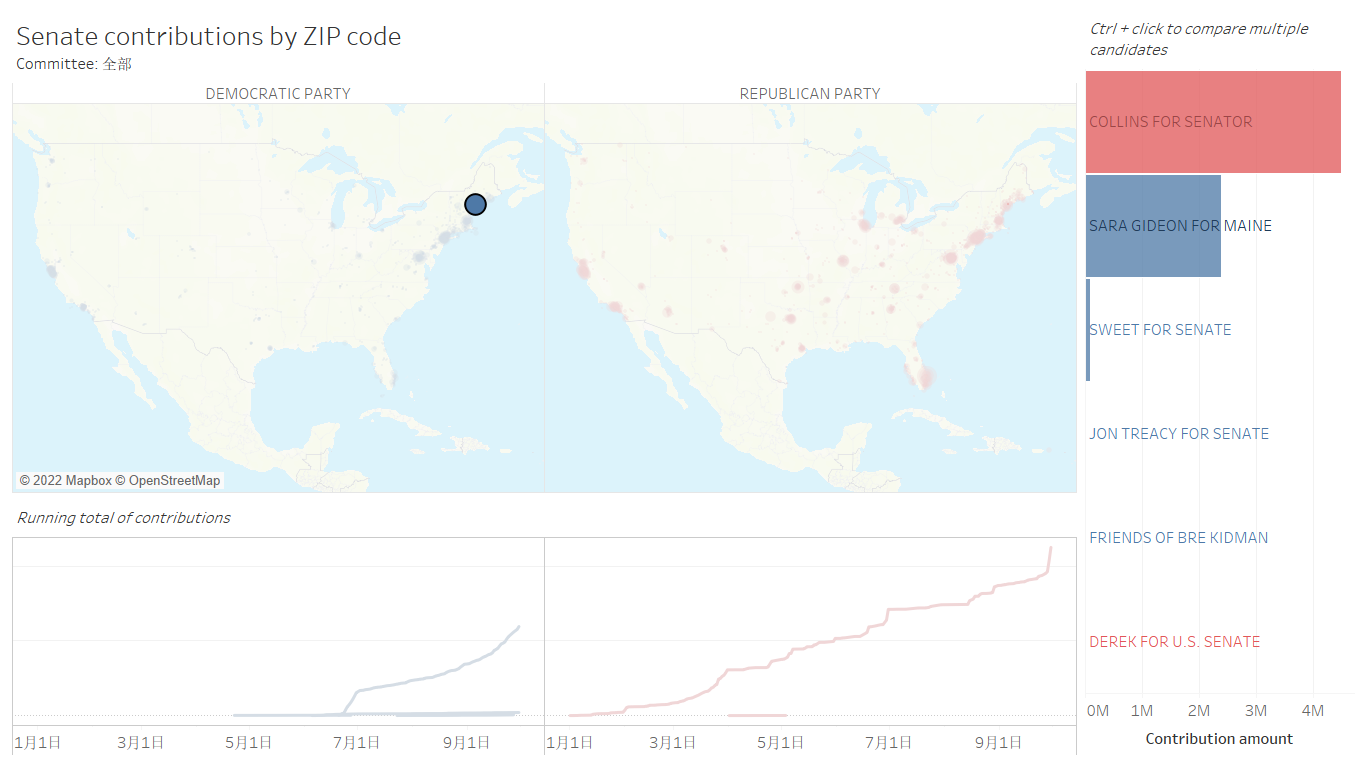 Senate contributions by ZIP code
Committee: 全部
DEMOCRATIC PARTY
REPUBLICAN PARTY
© 2022 Mapbox © OpenStreetMap
Running total of contributions
1月1日
3月1日
5月1日
7月1日
9月1日
1月1日
3月1日
5月1日
7月1日
9月1日
Ctrl + click to compare multiple
candidates
COLLINS FOR SENATOR
SARA GIDEON FOR MAINE
SWEET FOR SENATE
JON TREACY FOR SENATE
FRIENDS OF BRE KIDMAN
DEREK FOR U.S. SENATE
0M
1M
2M
3M
4M
Contribution amount